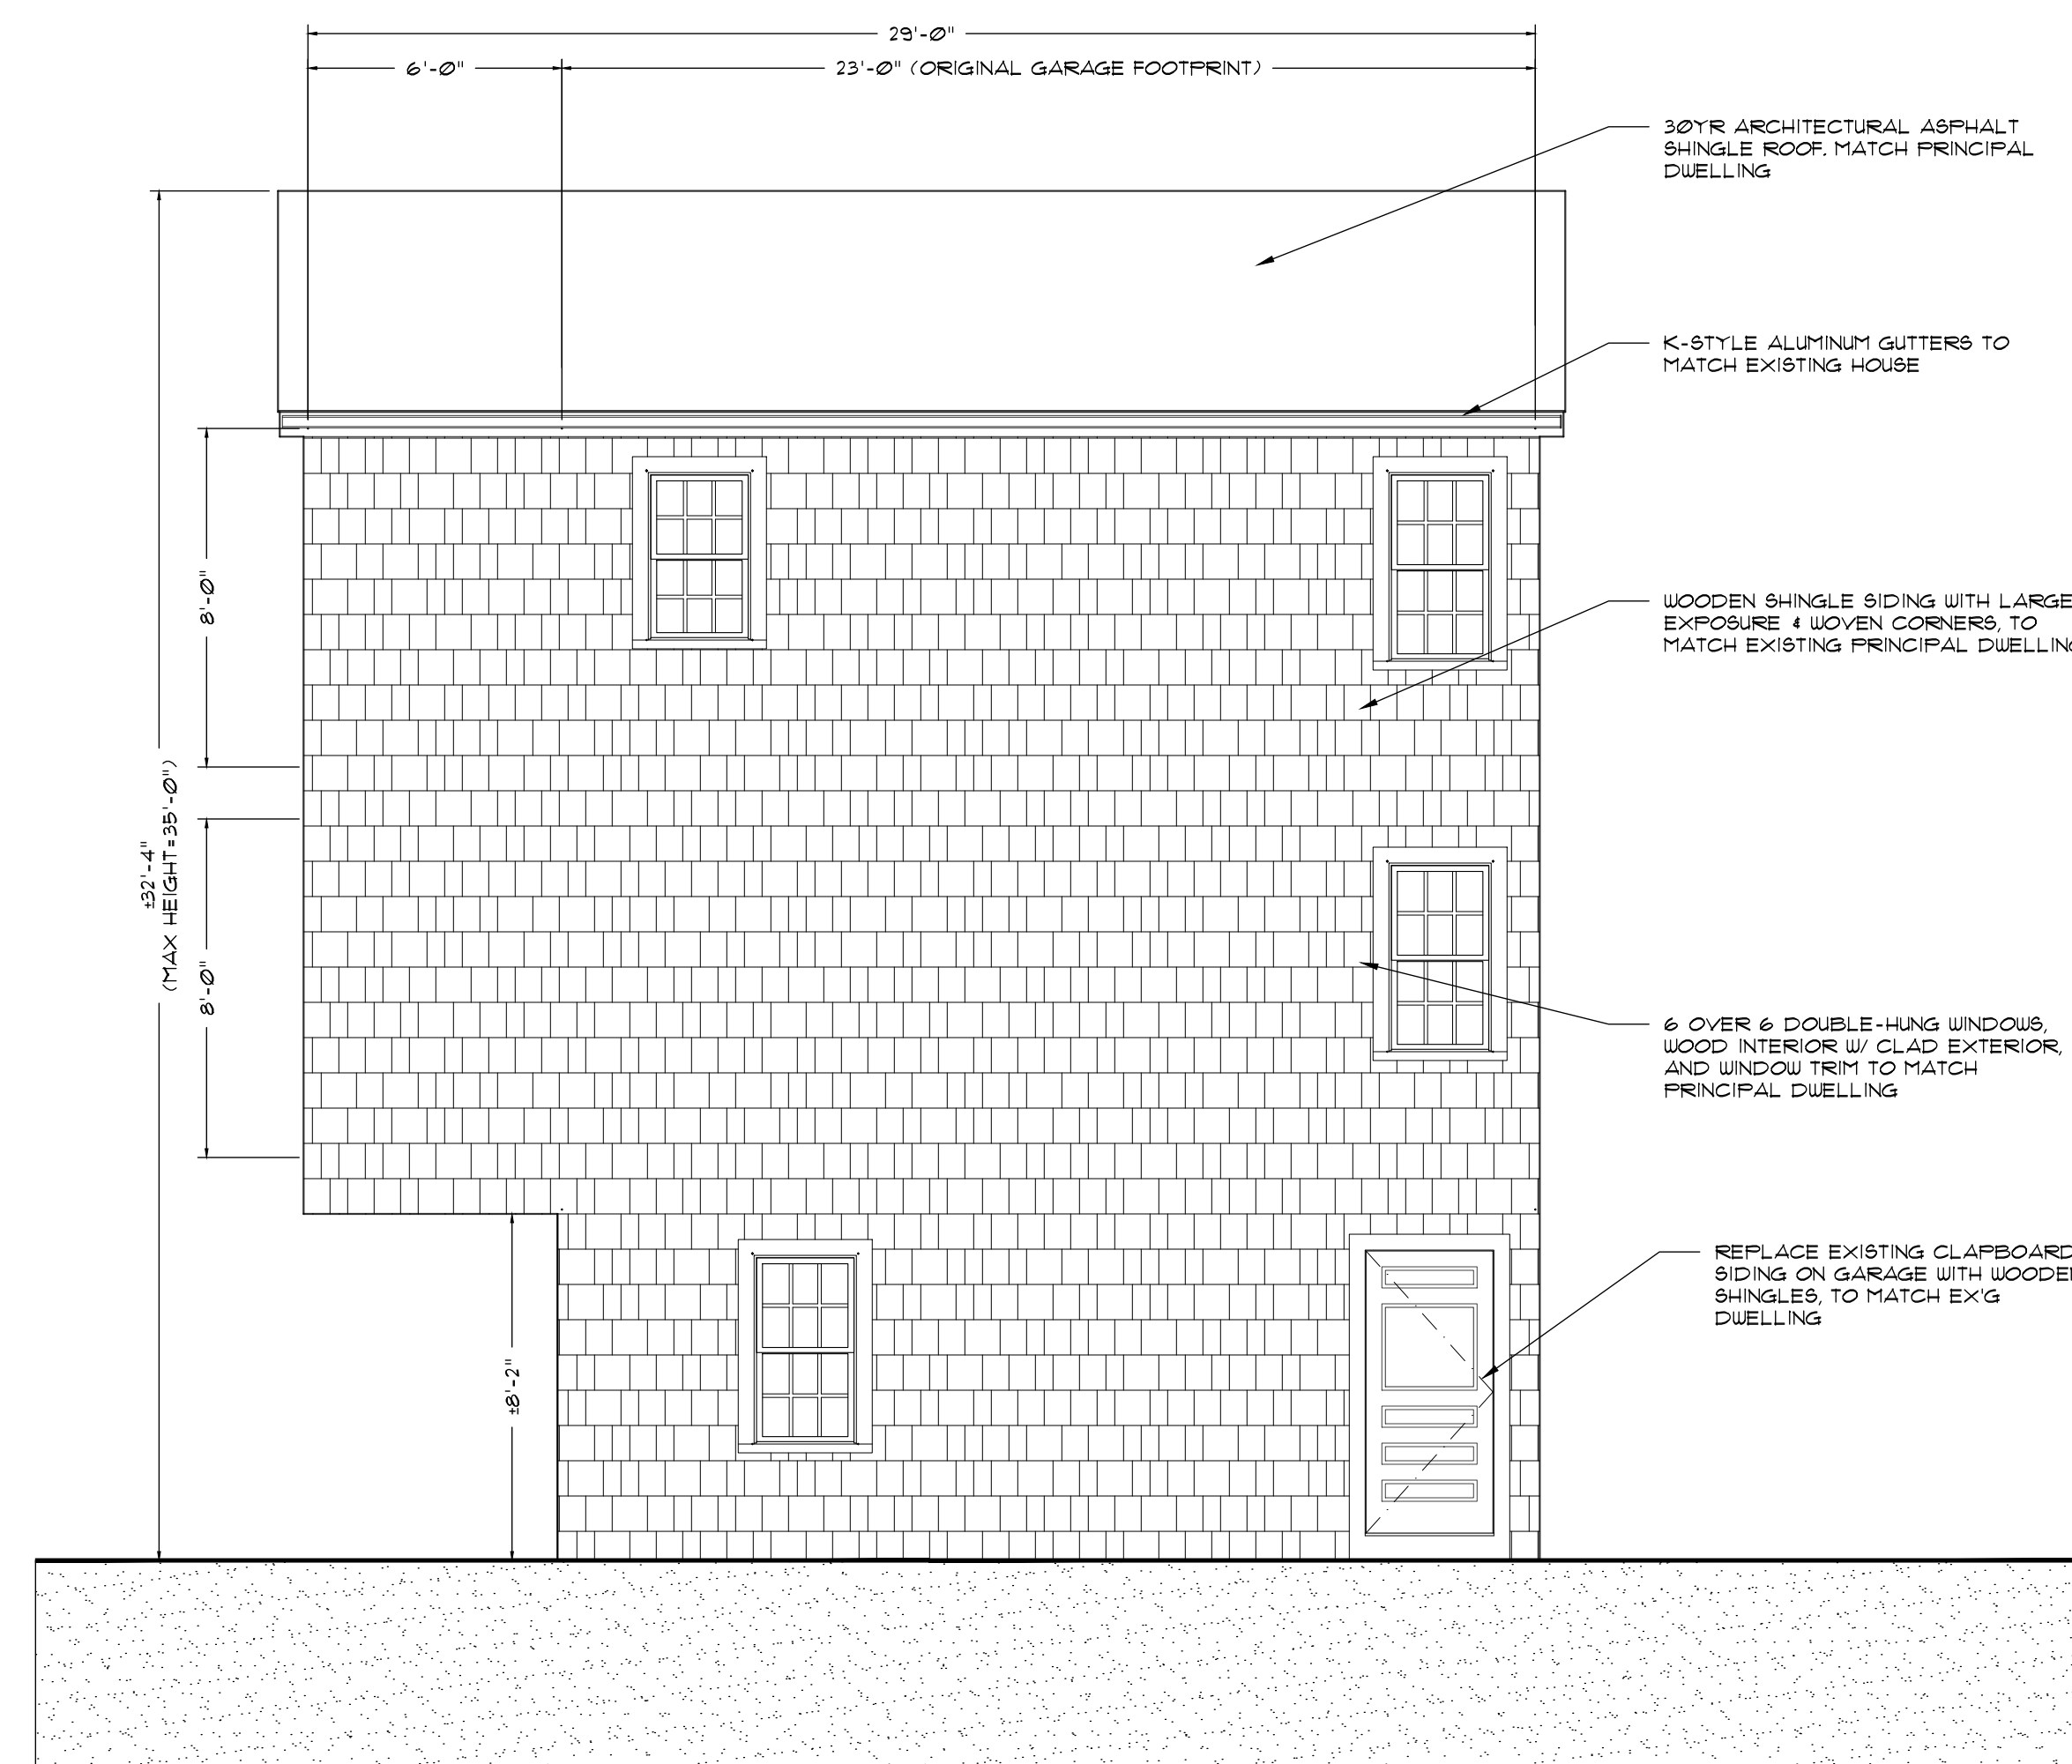 29'-0"
6'-0"
23'-0" (ORIGINAL GARAGE FOOTPRINT)
30YR ARCHITECTURAL ASPHALT
SHINGLE ROOF. MATCH PRINCIPAL
DWELLING
K-STYLE ALUMINUM GUTTERS TO
MATCH EXISTING HOUSE
8'-0"
WOODEN SHINGLE SIDING WITH LARGE
EXPOSURE & WOVEN CORNERS, TO
MATCH EXISTING PRINCIPAL DWELLING
±32'-4"
(MAX HEIGHT=35'-0")
8'-0"
6 OVER 6 DOUBLE-HUNG WINDOWS,
WOOD INTERIOR W/ CLAD EXTERIOR,
AND WINDOW TRIM TO MATCH
PRINCIPAL DWELLING
±8'-2"
REPLACE EXISTING CLAPBOARD
SIDING ON GARAGE WITH WOODEN
SHINGLES, TO MATCH EX'G
DWELLING